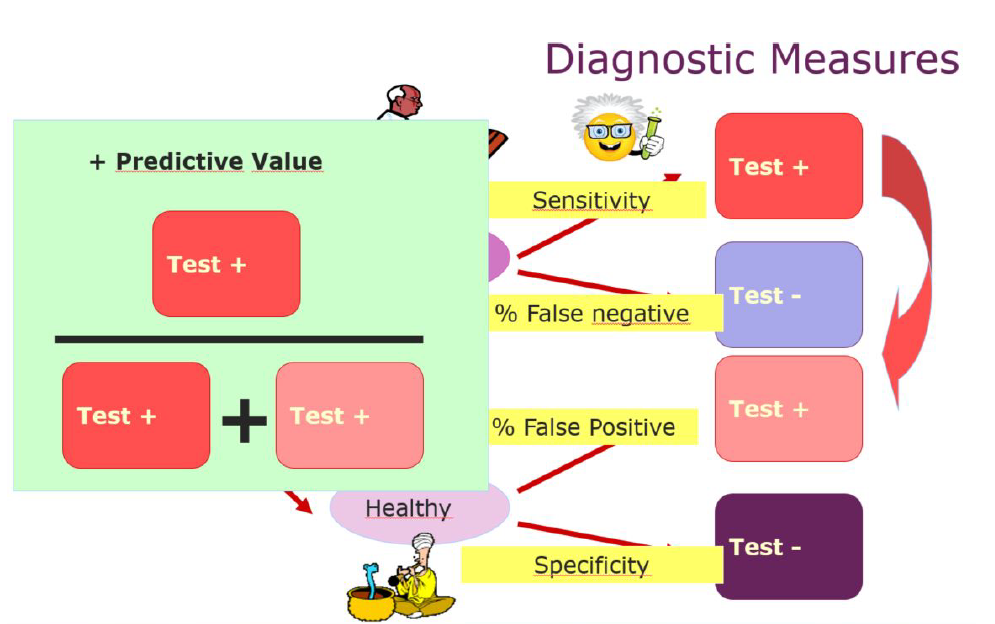 Diagnostic Measures
+ Predictive Value
Test +
Test +
+
Test +
Sensitivity
% False negative
% False Positive
Specificity
Healthy
Test +
Test -
Test +
Test -